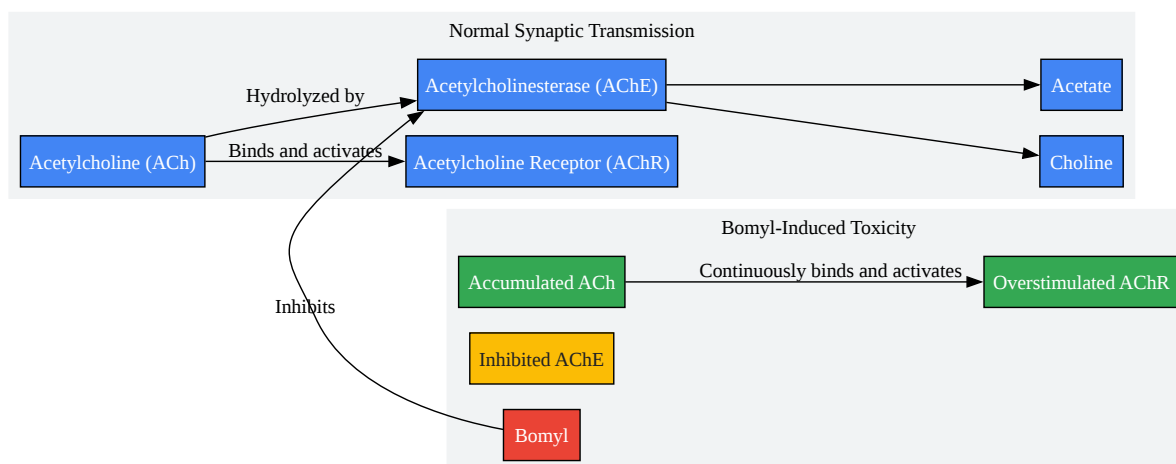 Normal Synaptic Transmission
Acetylcholinesterase (AChE)
Acetate
Hydrolyzed by
Acetylcholine (ACh)
Binds and activates
Acetylcholine Receptor (AChR)
Choline
Bomyl-Induced Toxicity
Accumulated ACh
Continuously binds and activates
Overstimulated AChR
Inhibits
Inhibited AChE
Bomyl